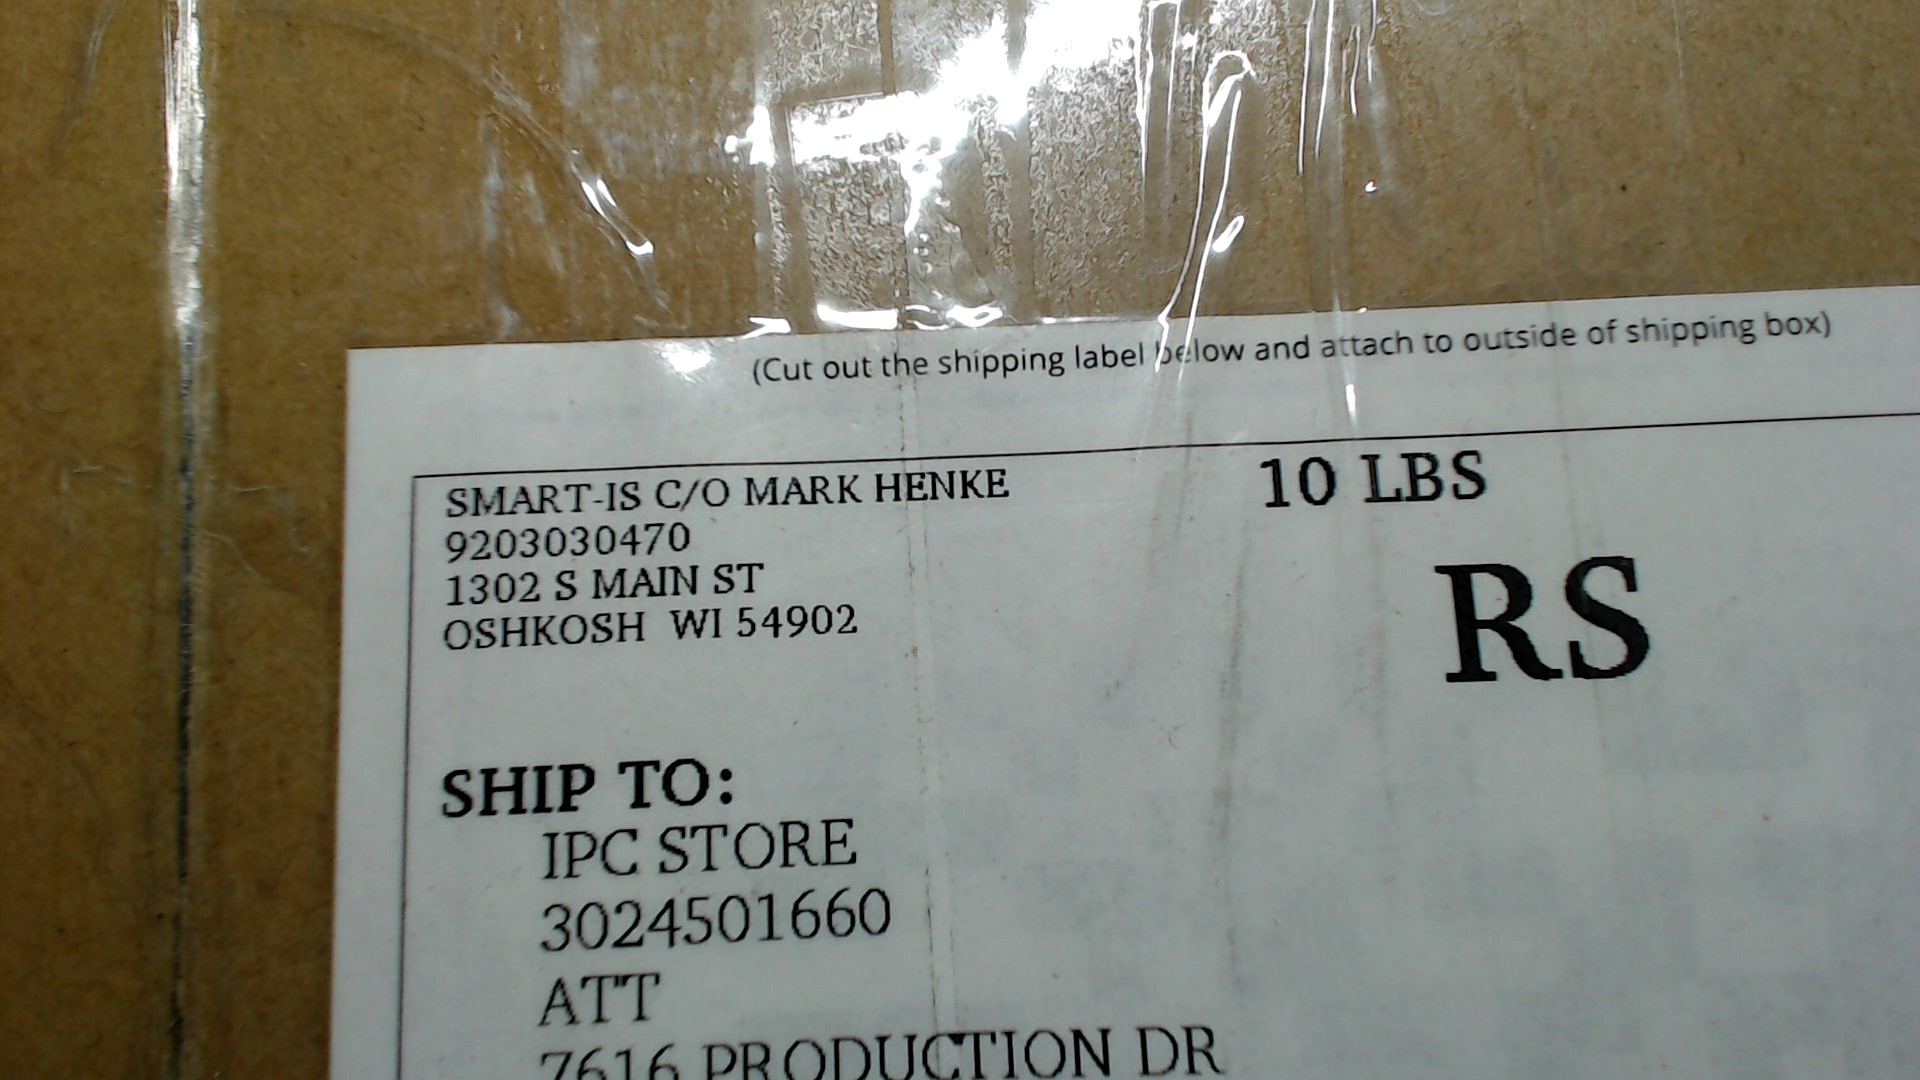 (Cut out the shipping label below and attach to outside of shipping box)
SMART-IS C/O MARK HENKE
9203030470
1302 S MAIN ST
OSHKOSH WI 54902
10 LBS
RS
SHIP TO:
IPC STORE
3024501660
ATT
7616 PRODUCTION DR